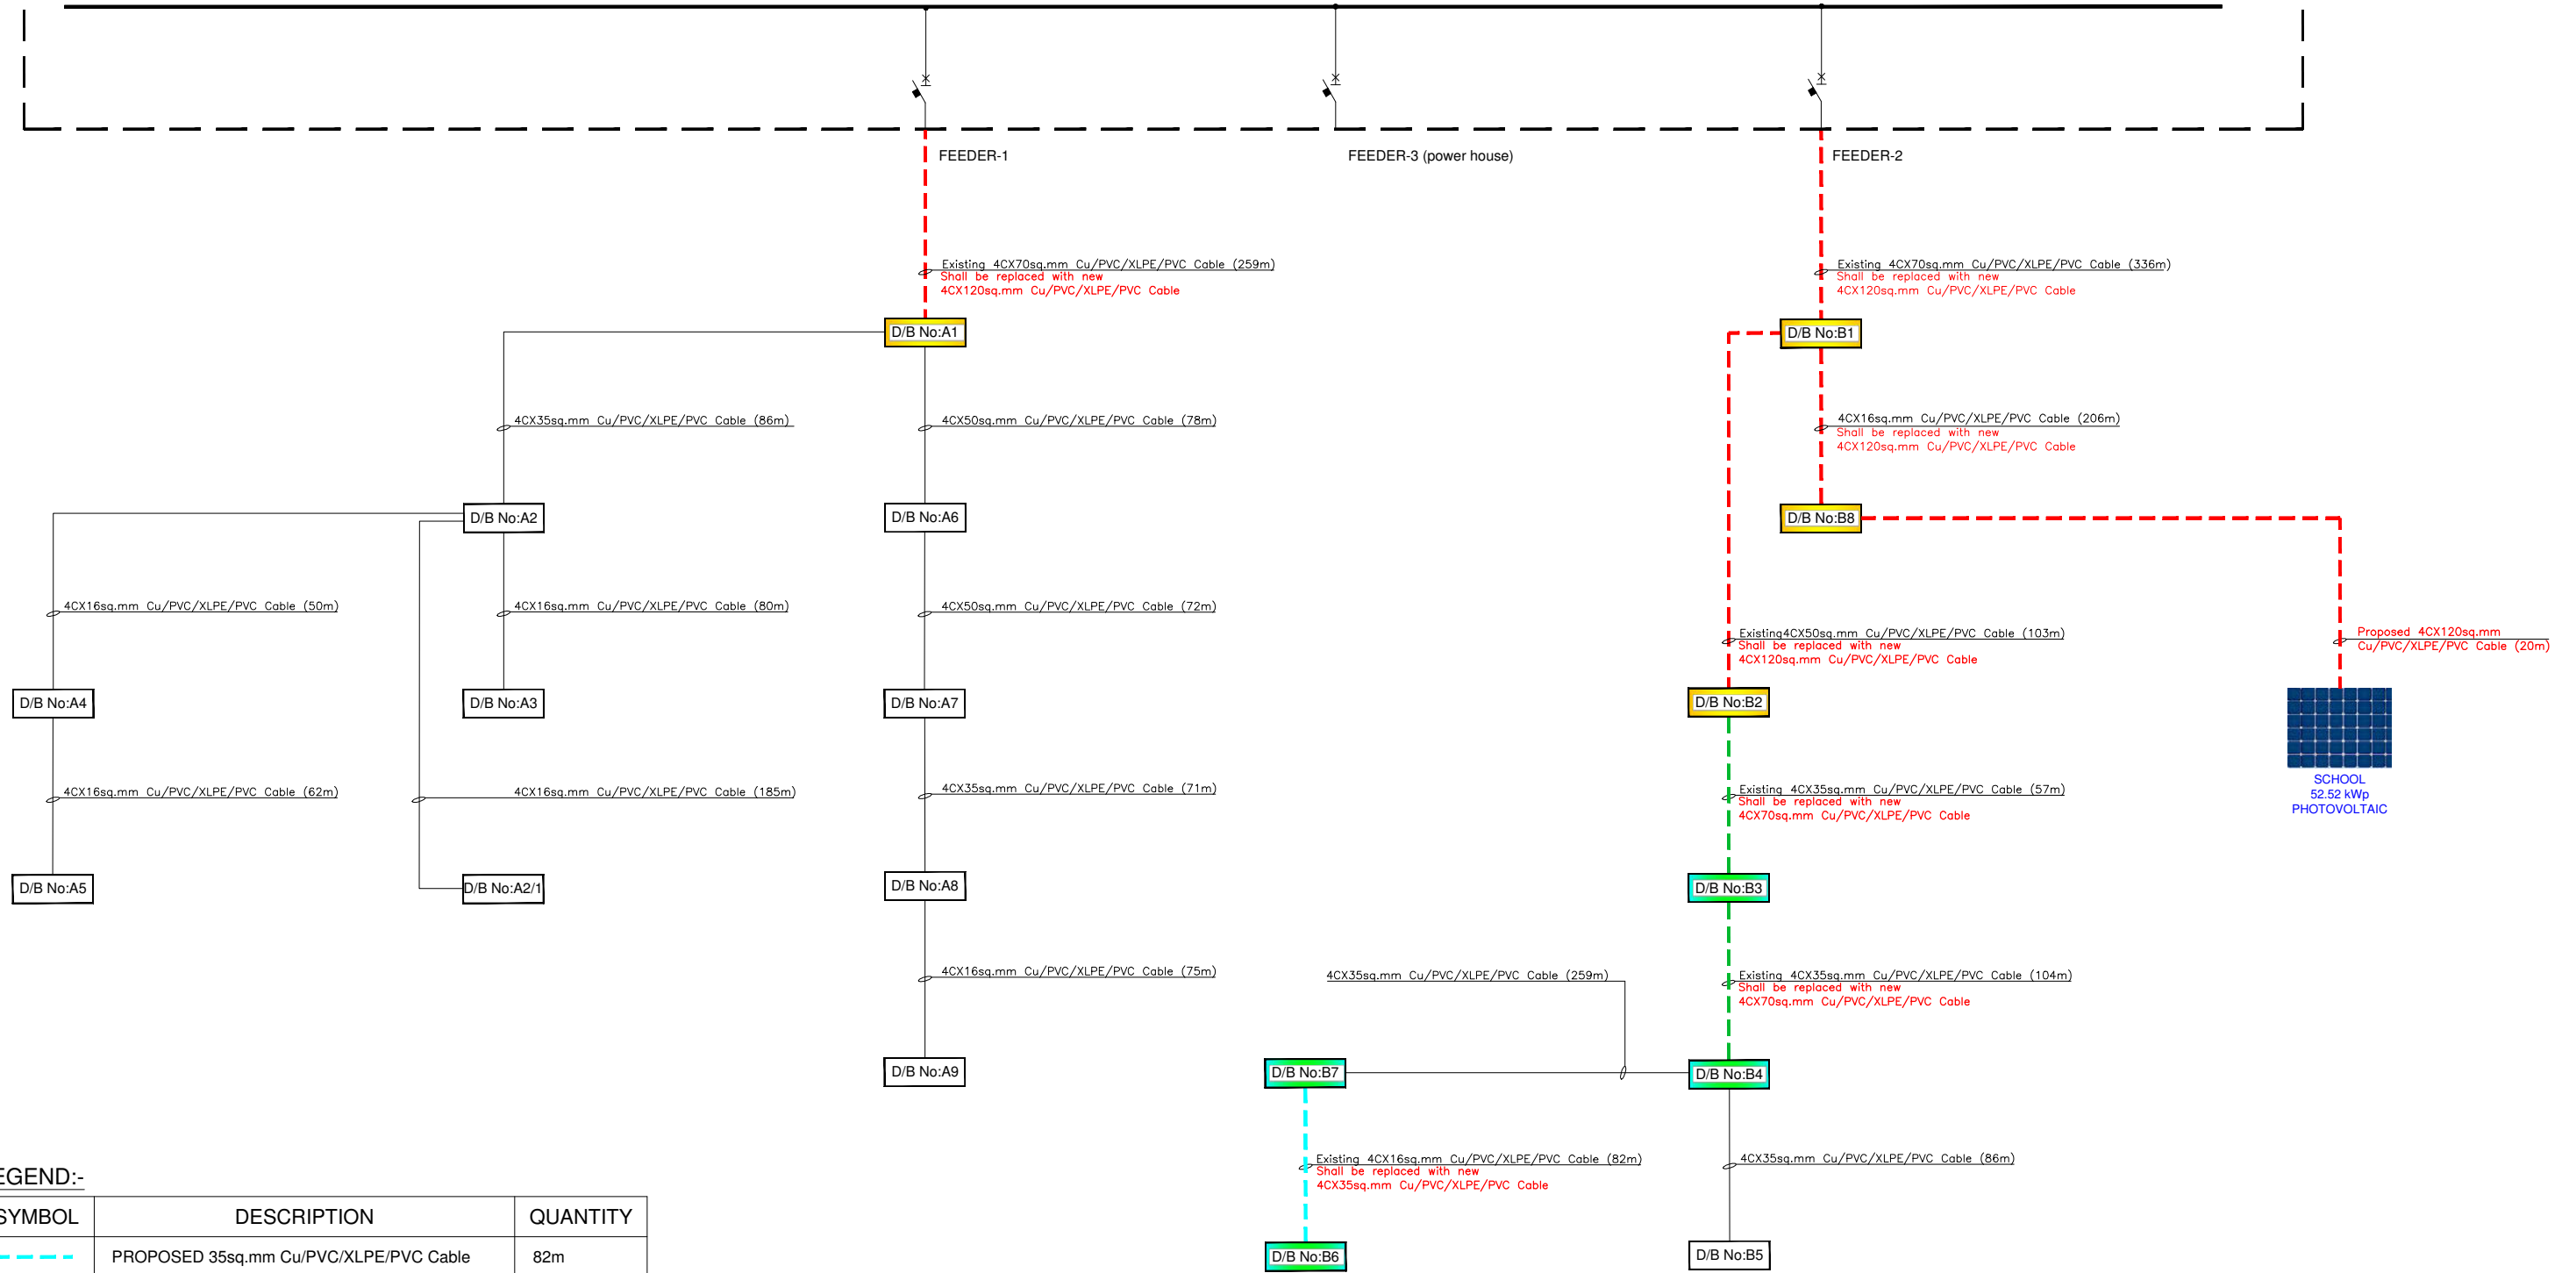 FEEDER-1
FEEDER-3 (power house)
FEEDER-2
Existing 4CX70sq.mm Cu/PVC/XLPE/PVC Cable (259m)
Shall be replaced with new
4CX120sq.mm Cu/PVC/XLPE/PVC Cable
Existing 4CX70sq.mm Cu/PVC/XLPE/PVC Cable (336m)
Shall be replaced with new
4CX120sq.mm Cu/PVC/XLPE/PVC Cable
D/B No:A1
D/B No:B1
4CX35sq.mm Cu/PVC/XLPE/PVC Cable (86m)
4CX50sq.mm Cu/PVC/XLPE/PVC Cable (78m)
4CX16sq.mm Cu/PVC/XLPE/PVC Cable (206m)
Shall be replaced with new
4CX120sq.mm Cu/PVC/XLPE/PVC Cable
D/B No:A2
D/B No:A6
D/B No:B8
4CX16sq.mm Cu/PVC/XLPE/PVC Cable (50m)
4CX16sq.mm Cu/PVC/XLPE/PVC Cable (80m)
4CX50sq.mm Cu/PVC/XLPE/PVC Cable (72m)
Existing4CX50sq.mm Cu/PVC/XLPE/PVC Cable (103m)
Shall be replaced with new
4CX120sq.mm Cu/PVC/XLPE/PVC Cable
Proposed 4CX120sq.mm
Cu/PVC/XLPE/PVC Cable (20m)
D/B No:A4
D/B No:A3
D/B No:A7
D/B No:B2
SCHOOL
52.52 kWp
PHOTOVOLTAIC
4CX16sq.mm Cu/PVC/XLPE/PVC Cable (62m)
4CX16sq.mm Cu/PVC/XLPE/PVC Cable (185m)
4CX35sq.mm Cu/PVC/XLPE/PVC Cable (71m)
Existing 4CX35sq.mm Cu/PVC/XLPE/PVC Cable (57m)
Shall be replaced with new
4CX70sq.mm Cu/PVC/XLPE/PVC Cable
D/B No:A5
D/B No:A2/1
D/B No:A8
D/B No:B3
4CX16sq.mm Cu/PVC/XLPE/PVC Cable (75m)
4CX35sq.mm Cu/PVC/XLPE/PVC Cable (259m)
Existing 4CX35sq.mm Cu/PVC/XLPE/PVC Cable (104m)
Shall be replaced with new
4CX70sq.mm Cu/PVC/XLPE/PVC Cable
D/B No:A9
D/B No:B7
D/B No:B4
Existing 4CX16sq.mm Cu/PVC/XLPE/PVC Cable (82m)
Shall be replaced with new
4CX35sq.mm Cu/PVC/XLPE/PVC Cable
4CX35sq.mm Cu/PVC/XLPE/PVC Cable (86m)
D/B No:B6
D/B No:B5
EGEND:-
SYMBOL DESCRIPTION QUANTITY
PROPOSED 35sq.mm Cu/PVC/XLPE/PVC Cable 82m